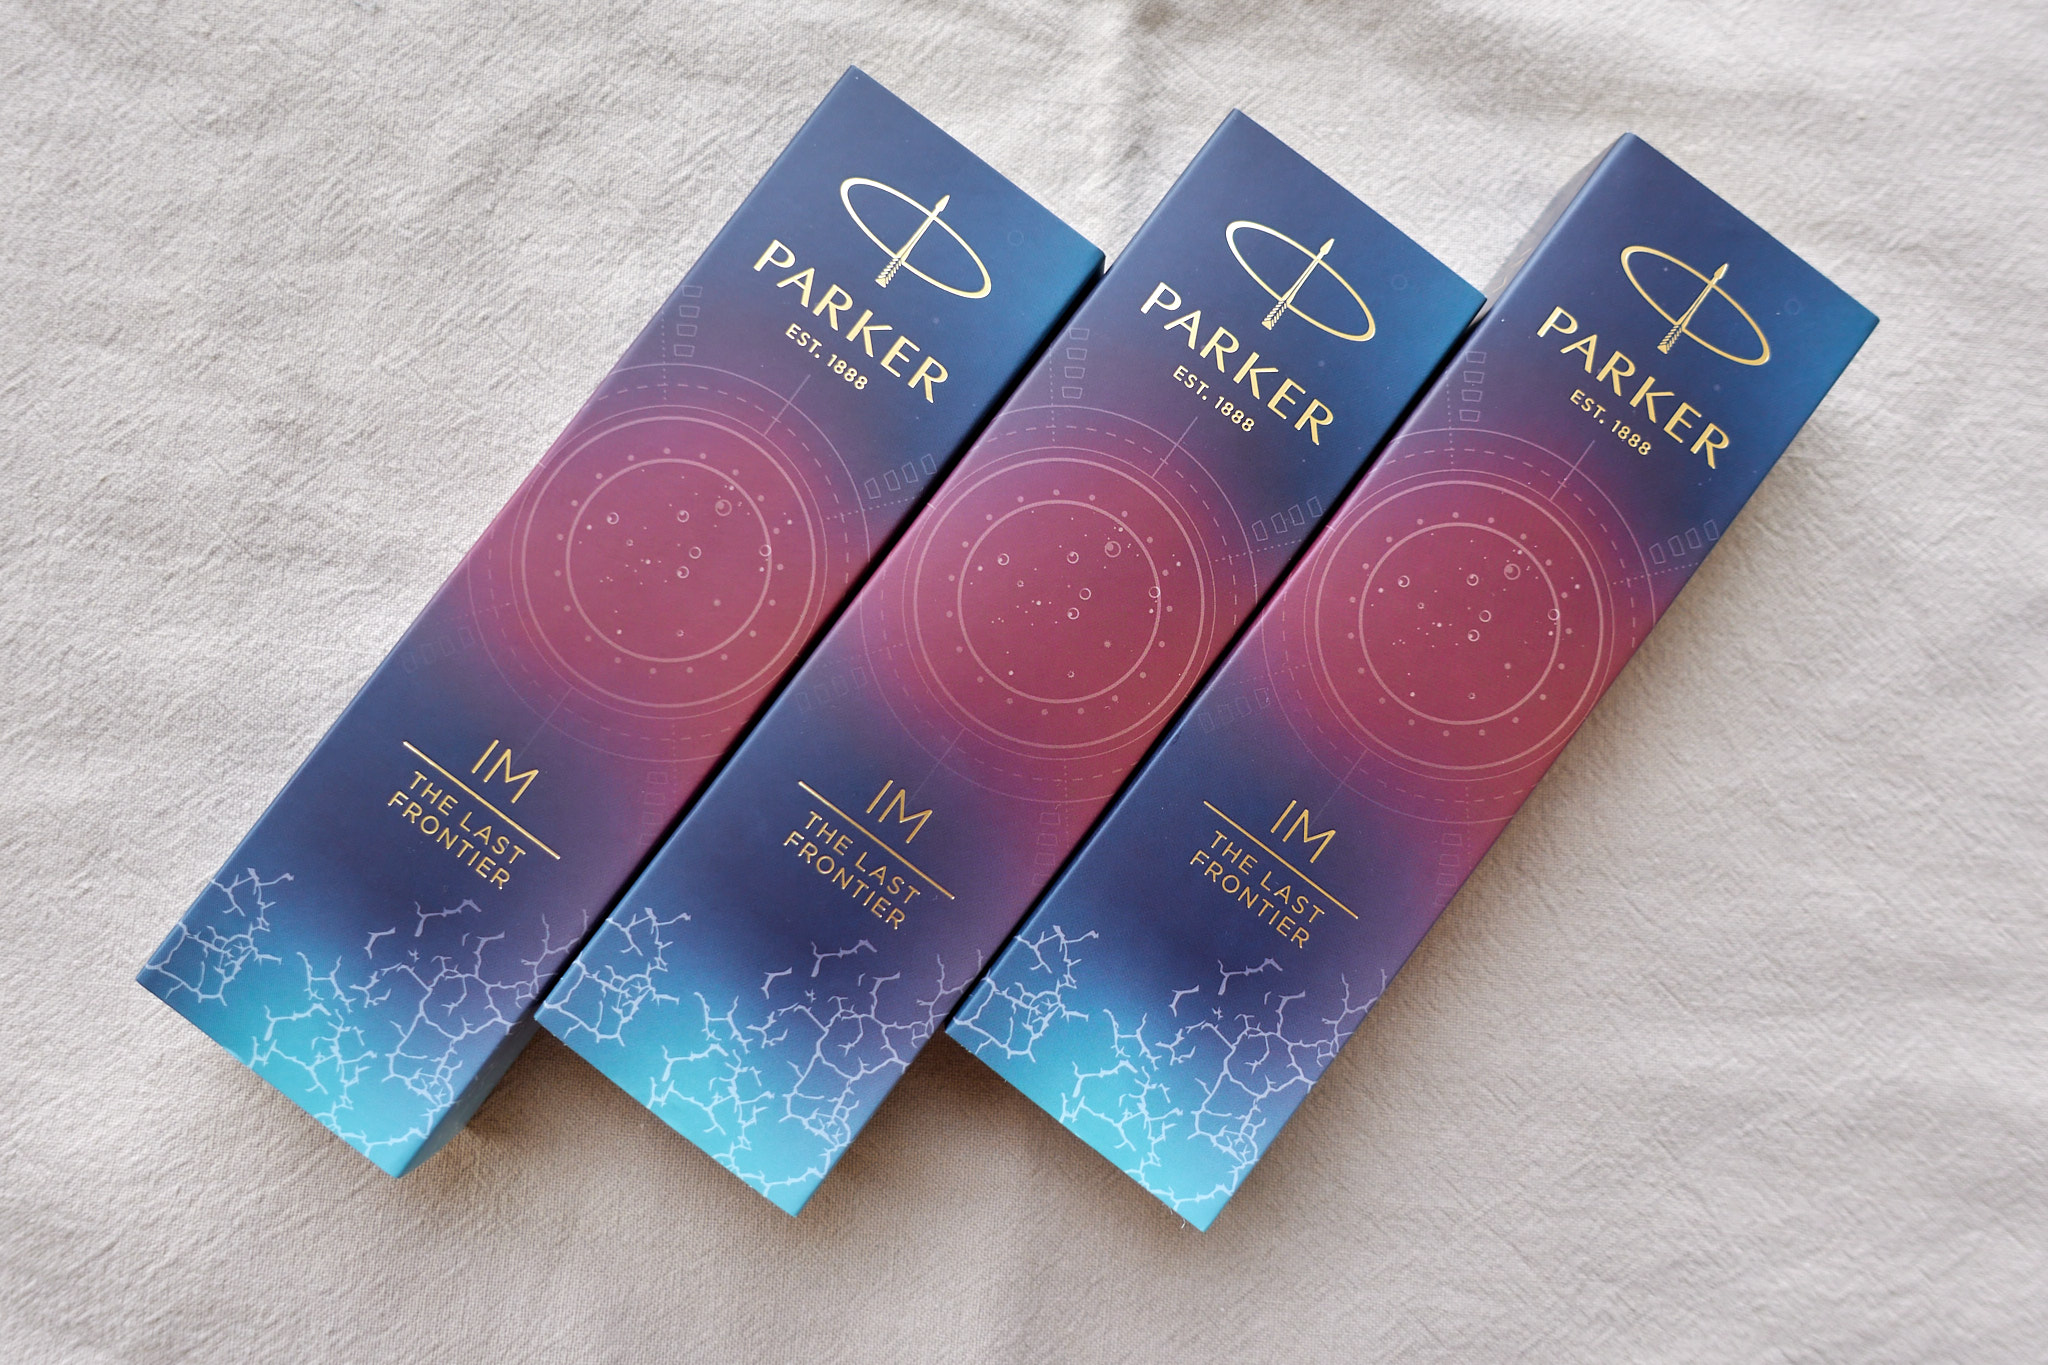 PARKER
EST. 1888
IM
THE LAST
FRONTIER
PARKER
EST. 1888
IM
THE LAST
FRONTIER
PARKER
EST. 1888
IM
THE LAST
FRONTIER